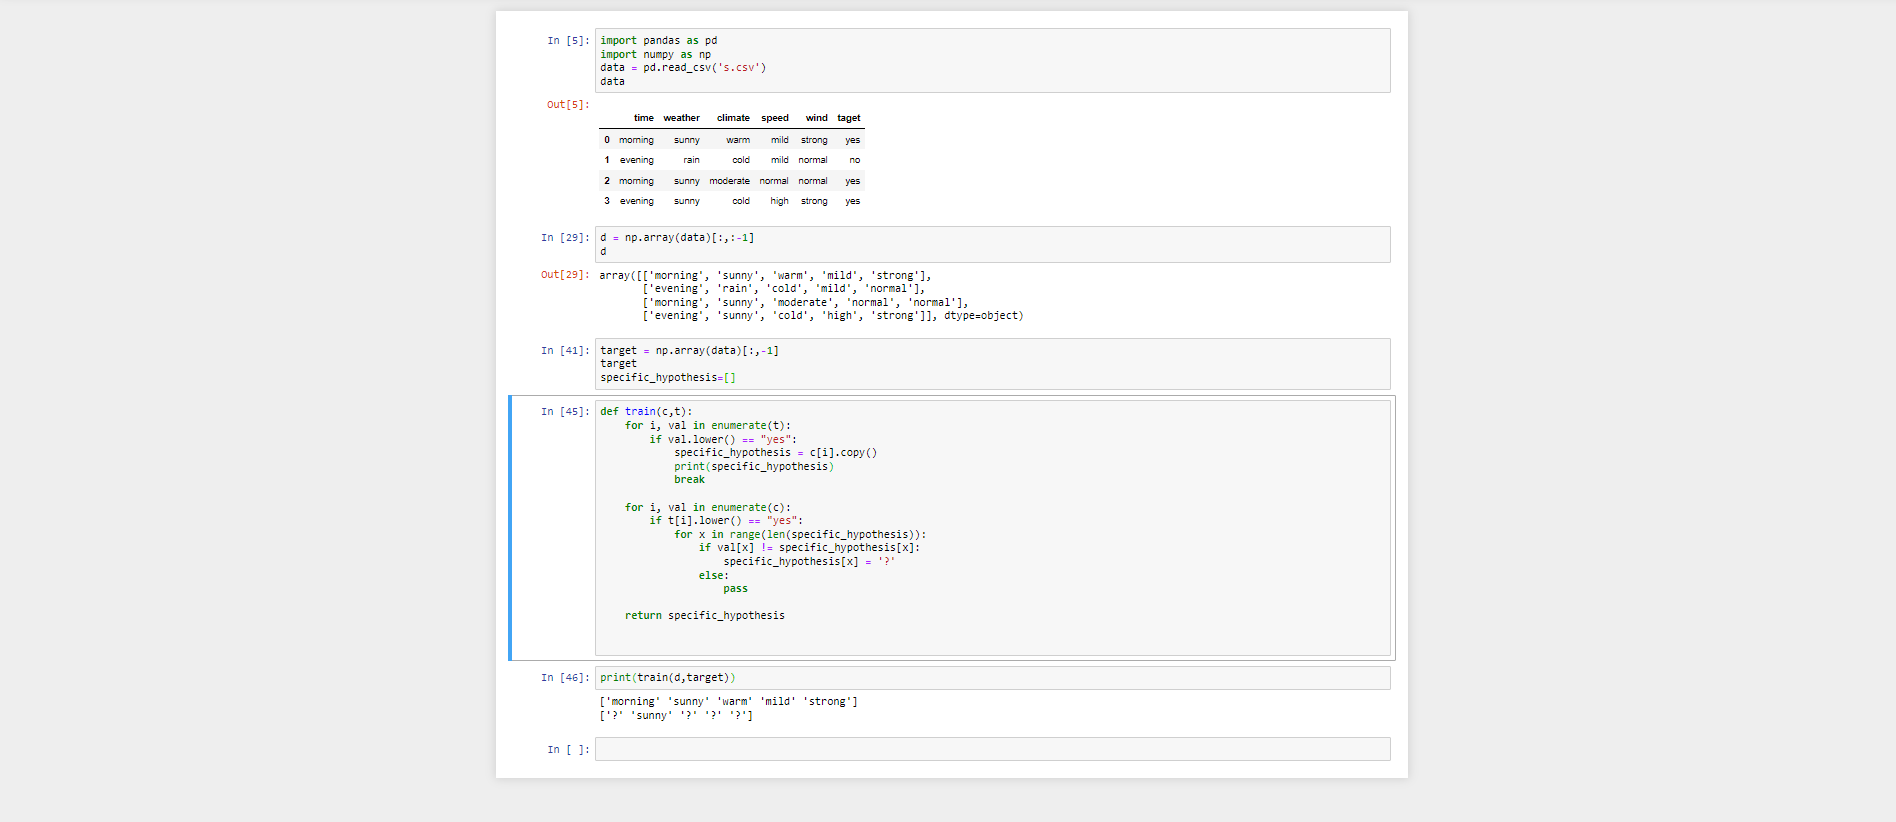 In [5]: import pandas as pd
import numpy as np
data = pd.read_csv('s.csv')
data
Out[5]:
time weather climate speed wind taget
0 morning sunny warm mild strong yes
1 evening rain cold mild normal no
2 morning sunny moderate normal normal yes
3 evening sunny cold high strong yes
In [29]: d = np.array(data)[:,:-1]
d
Out[29]: array([['morning', 'sunny', 'warm', 'mild', 'strong'],
['evening', 'rain', 'cold', 'mild', 'normal'],
['morning', 'sunny', 'moderate', 'normal', 'normal'],
['evening', 'sunny', 'cold', 'high', 'strong']], dtype=object)
In [41]: target = np.array(data)[:,-1]
target
specific_hypothesis=[]
In [45]: def train(c,t):
for i, val in enumerate(t):
if val.lower() == "yes":
specific_hypothesis = c[i].copy()
print(specific_hypothesis)
break
for i, val in enumerate(c):
if t[i].lower() == "yes":
for x in range(len(specific_hypothesis)):
if val[x] != specific_hypothesis[x]:
specific_hypothesis[x] = '?'
else:
pass
return specific_hypothesis
In [46]: print(train(d,target))
['morning' 'sunny' 'warm' 'mild' 'strong']
['?' 'sunny' '?' '?' '?']
In [ ]: